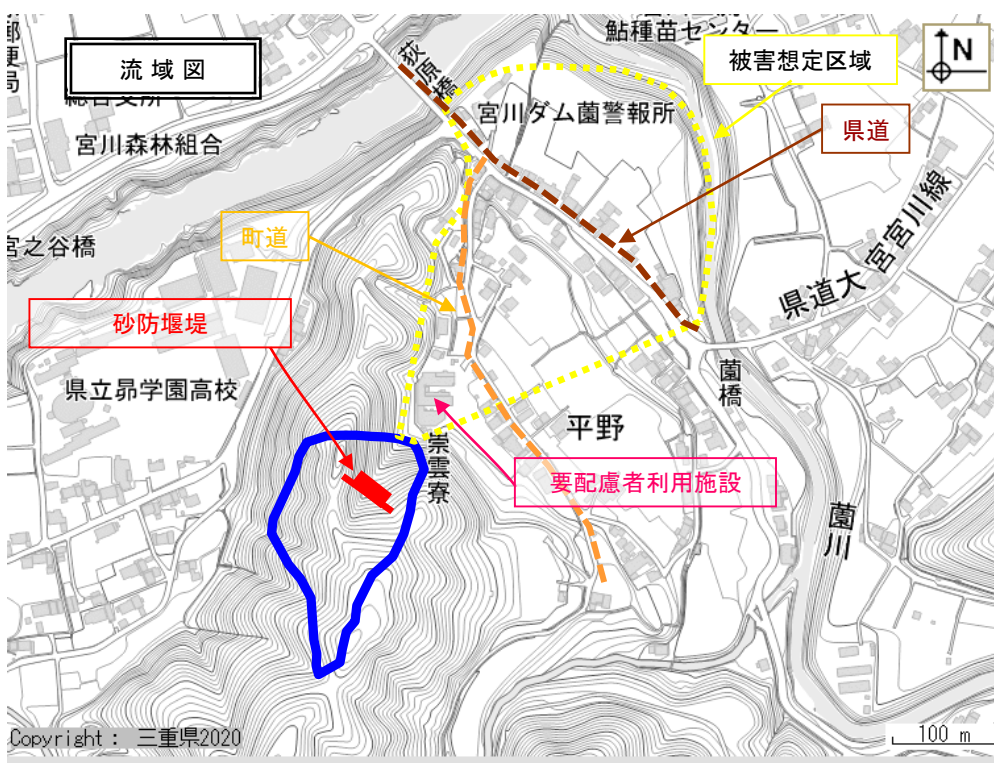 鮎種苗センター
郵便局
流域図
N
被害想定区域
荻原橋
総合支所
宮川ダム薗警報所
県道
宮川森林組合
町道
宮之谷橋
県道大宮宮川線
砂防堰堤
県立昴学園高校
薗橋
平野
崇雲寮
要配慮者利用施設
薗川
100 m
Copyright : 三重県2020